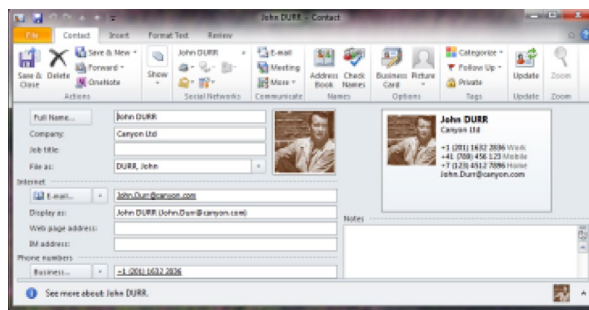 John DURR - Contact
File Contact Insert Format Text Review
Save & Close
Delete
Save & New
Forward
OneNote
Actions
Show
John DURR
Social Networks
E-mail
Meeting
More
Communicate
Address Book
Check Names
Names
Business Card
Picture
Options
Categorize
Follow Up
Private
Tags
Update
Update
Zoom
Zoom
Full Name... John DURR
Company: Canyon Ltd
Job title:
File as: DURR, John
Internet
E-mail... John.Durr@canyon.com
Display as: John DURR (John.Durr@canyon.com)
Web page address:
IM address:
Phone numbers
Business... +1 (201) 1632 2836
John DURR
Canyon Ltd
+1 (201) 1632 2836 Work
+41 (788) 456 123 Mobile
+7 (123) 4512 7896 Home
John.Durr@canyon.com
Notes
See more about: John DURR.